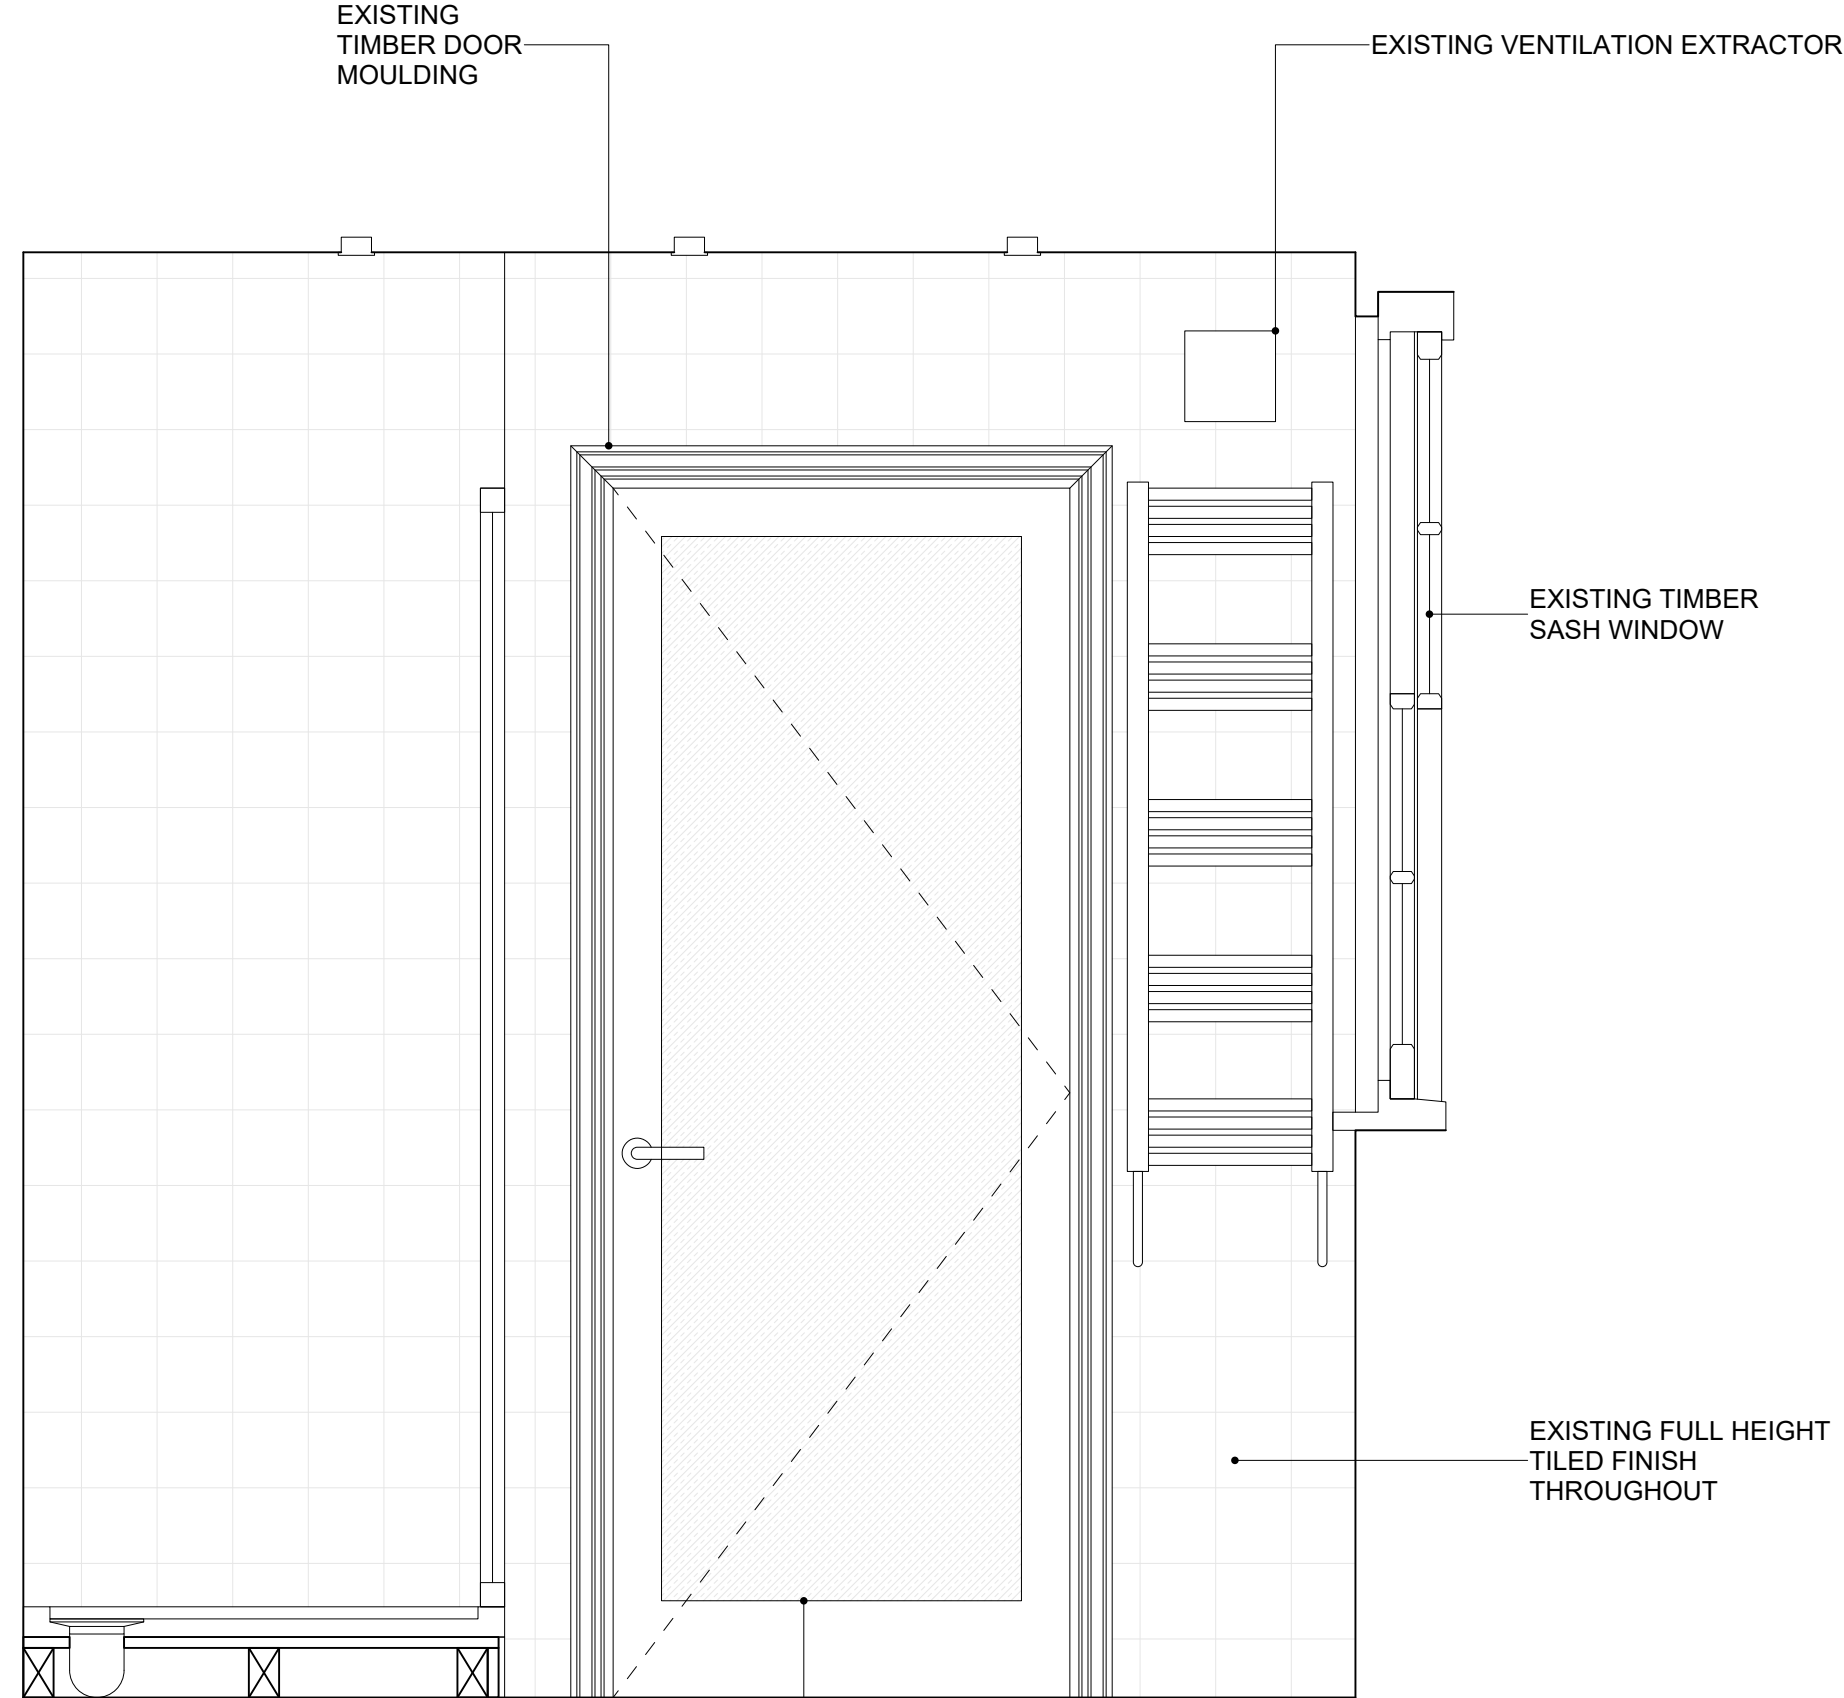 EXISTING
TIMBER DOOR
MOULDING
EXISTING VENTILATION EXTRACTOR
EXISTING TIMBER
SASH WINDOW
EXISTING FULL HEIGHT
TILED FINISH
THROUGHOUT